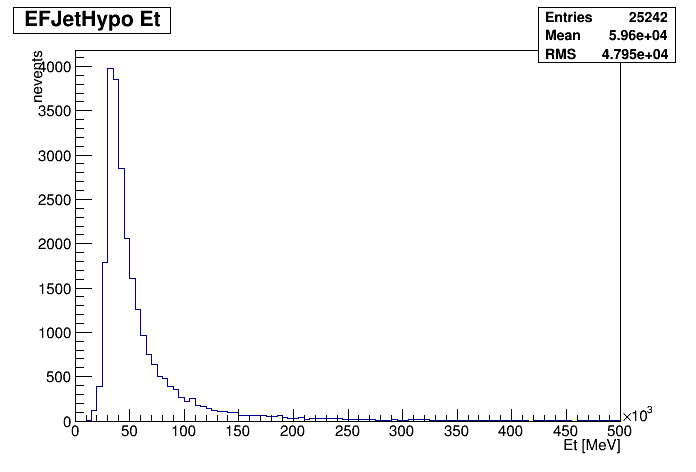 EFJetHypo Et
Entries 25242
Mean 5.96e+04
RMS 4.795e+04
nevents
4000
3500
3000
2500
2000
1500
1000
500
0
0 50 100 150 200 250 300 350 400 450 500
×10³
Et [MeV]